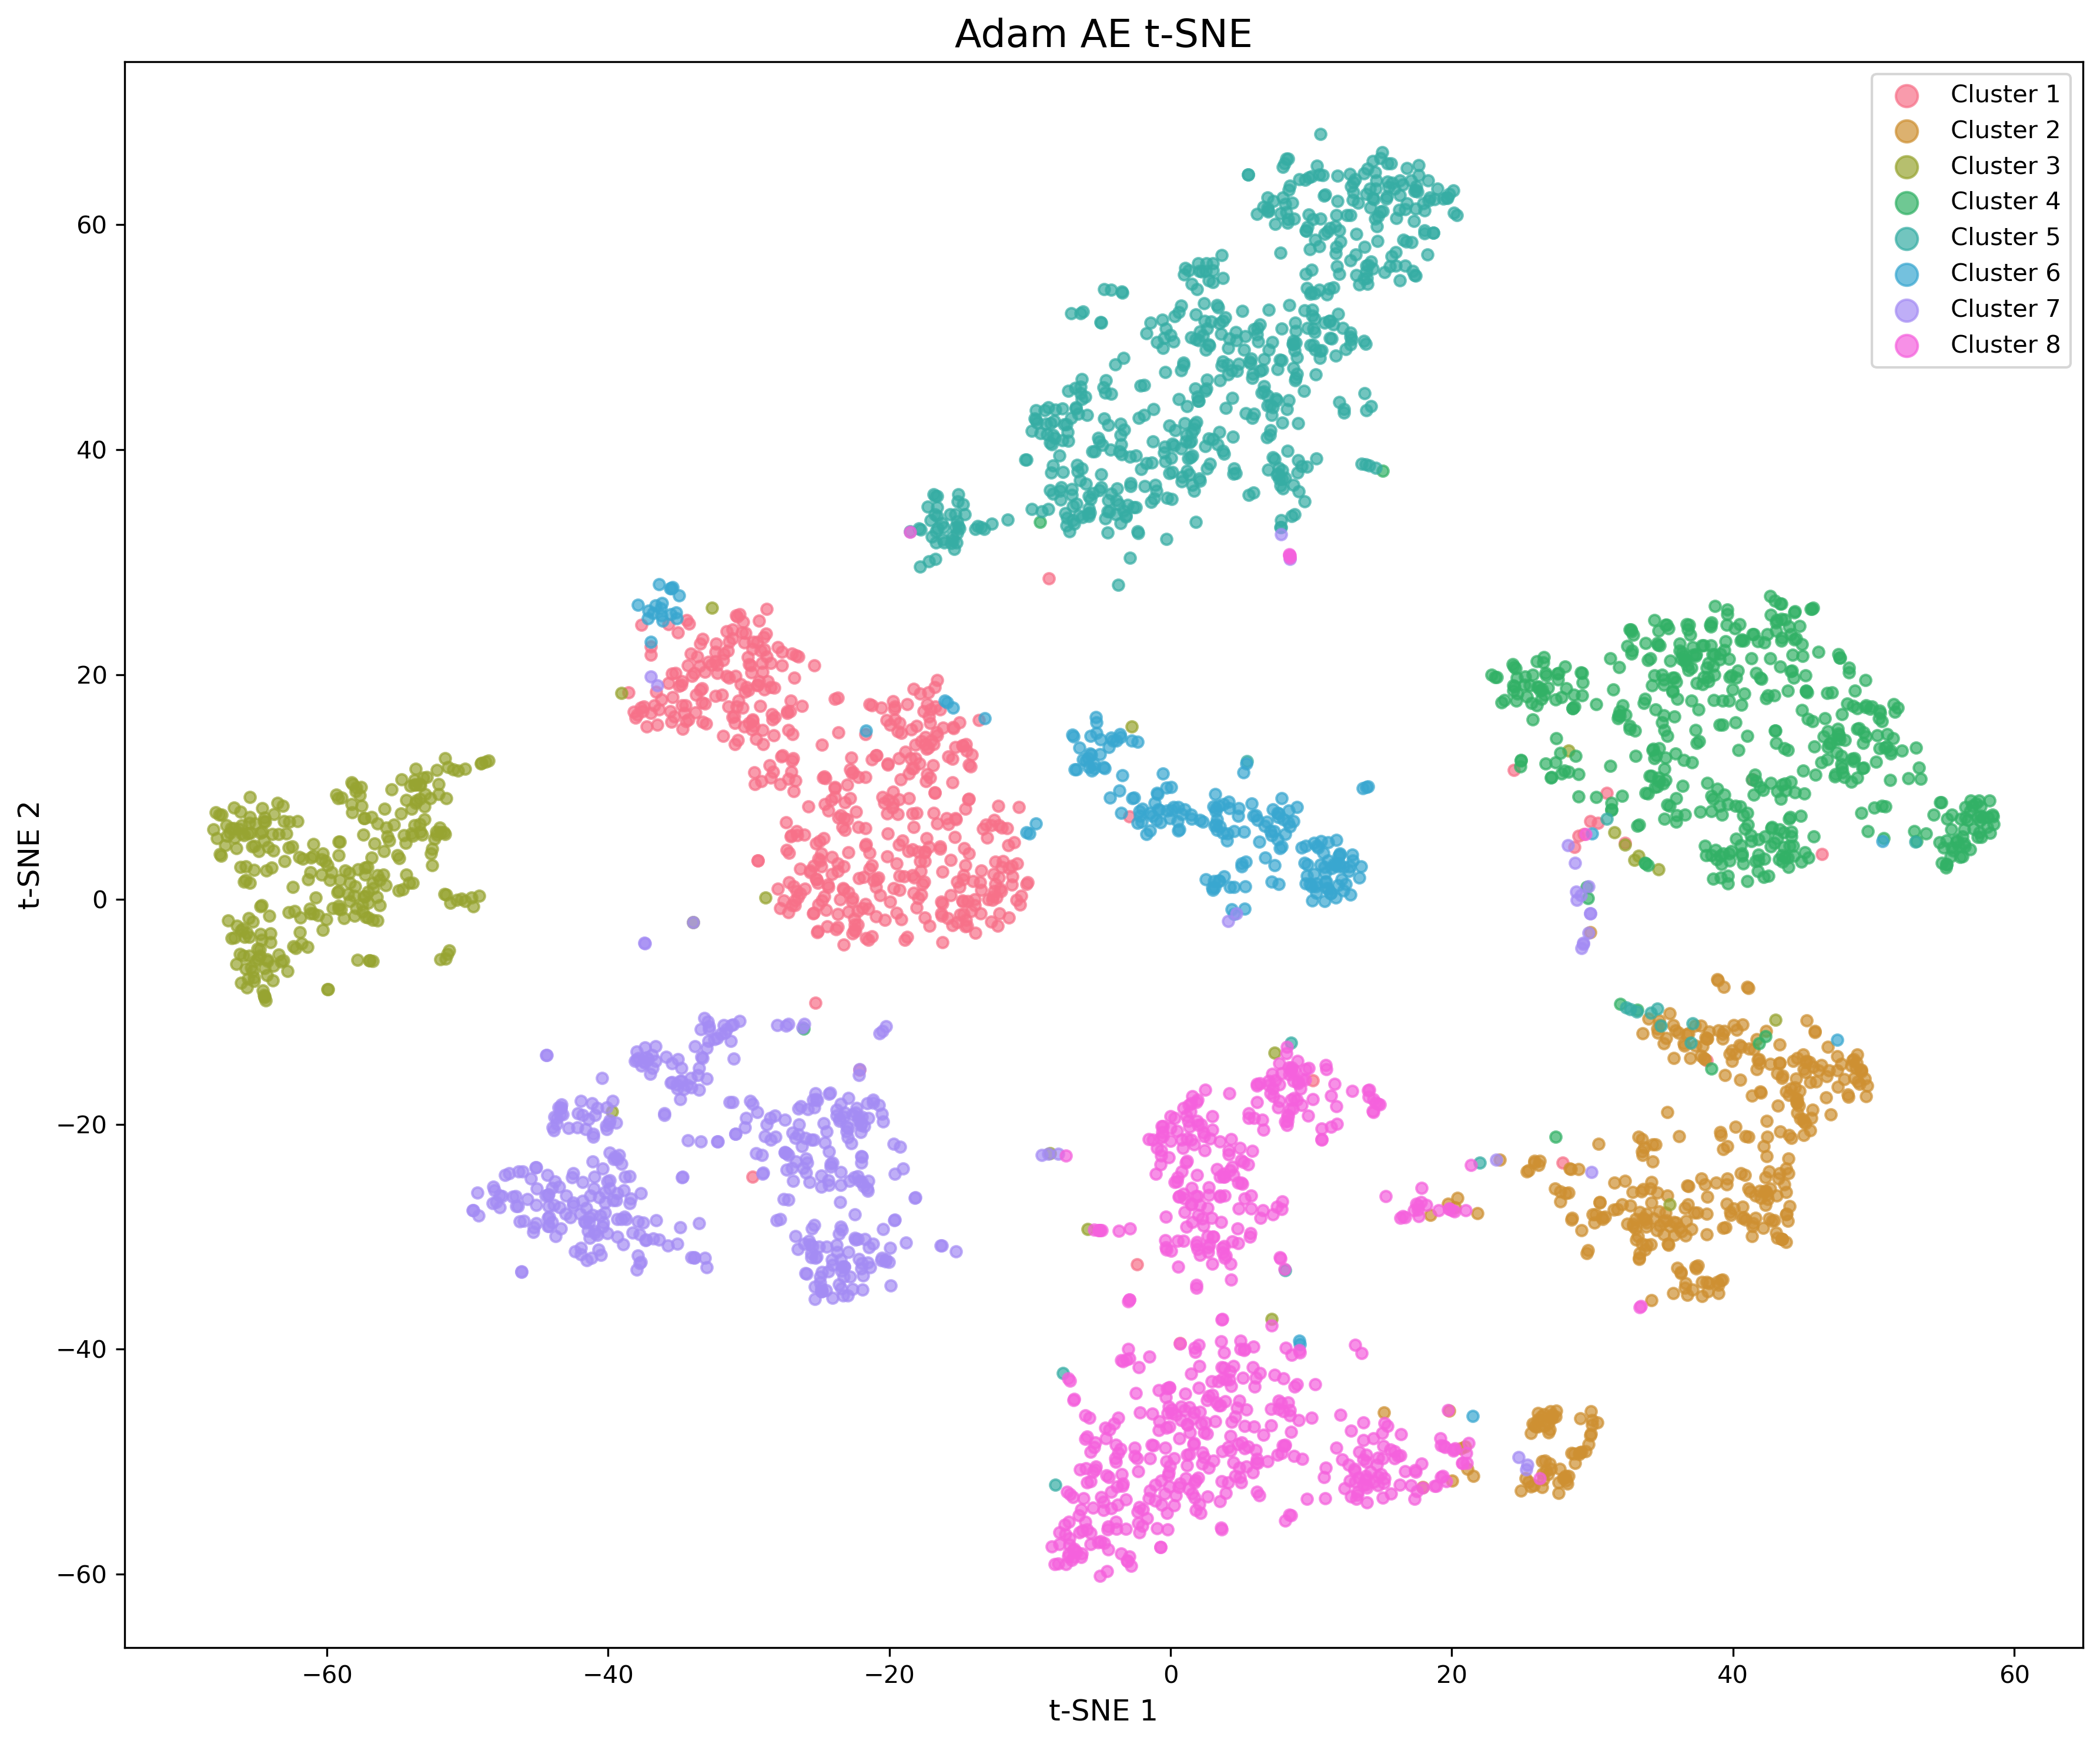 Adam AE t-SNE
Cluster 1
Cluster 2
Cluster 3
Cluster 4
Cluster 5
Cluster 6
Cluster 7
Cluster 8
60
40
20
0
−20
−40
−60
t-SNE 2
−60
−40
−20
0
20
40
60
t-SNE 1